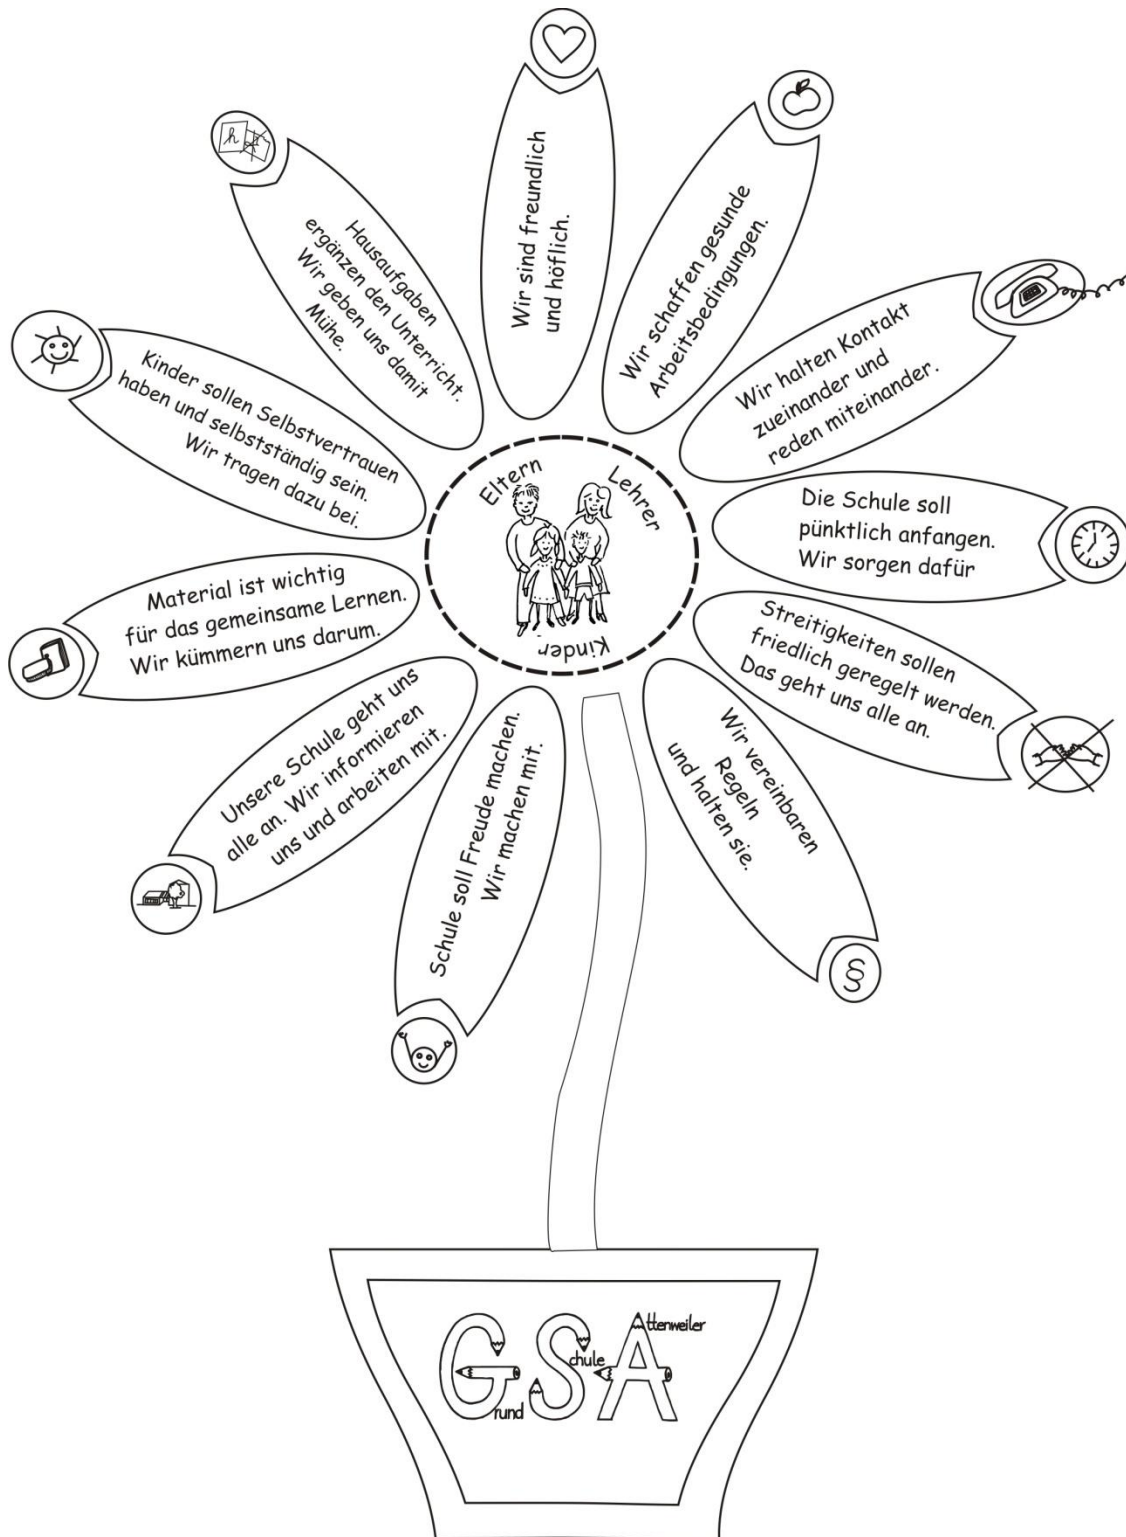 Wir sind freundlich
und höflich.
Wir schaffen gesunde
Arbeitsbedingungen.
Wir halten Kontakt
zueinander und
reden miteinander.
Die Schule soll
pünktlich anfangen.
Wir sorgen dafür
Streitigkeiten sollen
friedlich geregelt werden.
Das geht uns alle an.
Wir vereinbaren
Regeln
und halten sie.
§
Schule soll Freude machen.
Wir machen mit.
Unsere Schule geht uns
alle an. Wir informieren
uns und arbeiten mit.
Material ist wichtig
für das gemeinsame Lernen.
Wir kümmern uns darum.
Kinder sollen Selbstvertrauen
haben und selbstständig sein.
Wir tragen dazu bei.
h
Hausaufgaben
ergänzen den Unterricht.
Wir geben uns damit
Mühe.
Eltern
Lehrer
Kinder
Grund
Schule
Attenweiler